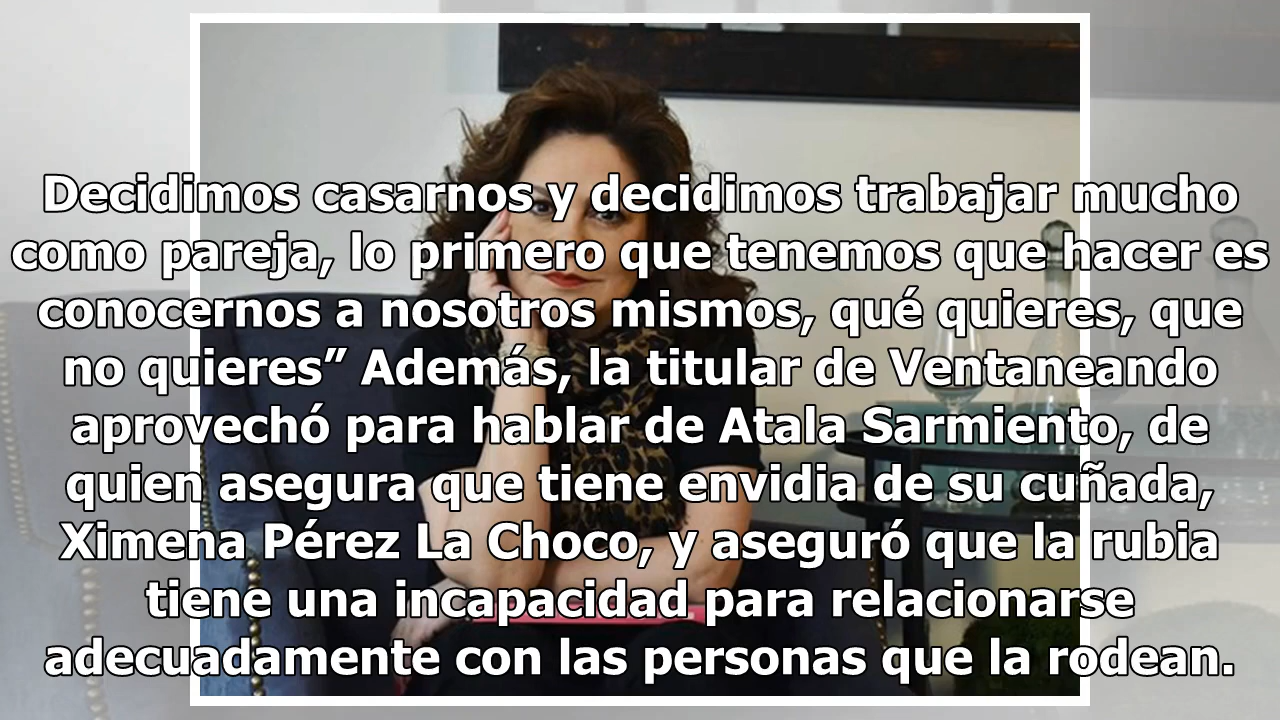 Decidimos casarnos y decidimos trabajar mucho
como pareja, lo primero que tenemos que hacer es
conocernos a nosotros mismos, qué quieres, que
no quieres” Además, la titular de Ventaneando
aprovechó para hablar de Atala Sarmiento, de
quien asegura que tiene envidia de su cuñada,
Ximena Pérez La Choco, y aseguró que la rubia
tiene una incapacidad para relacionarse
adecuadamente con las personas que la rodean.